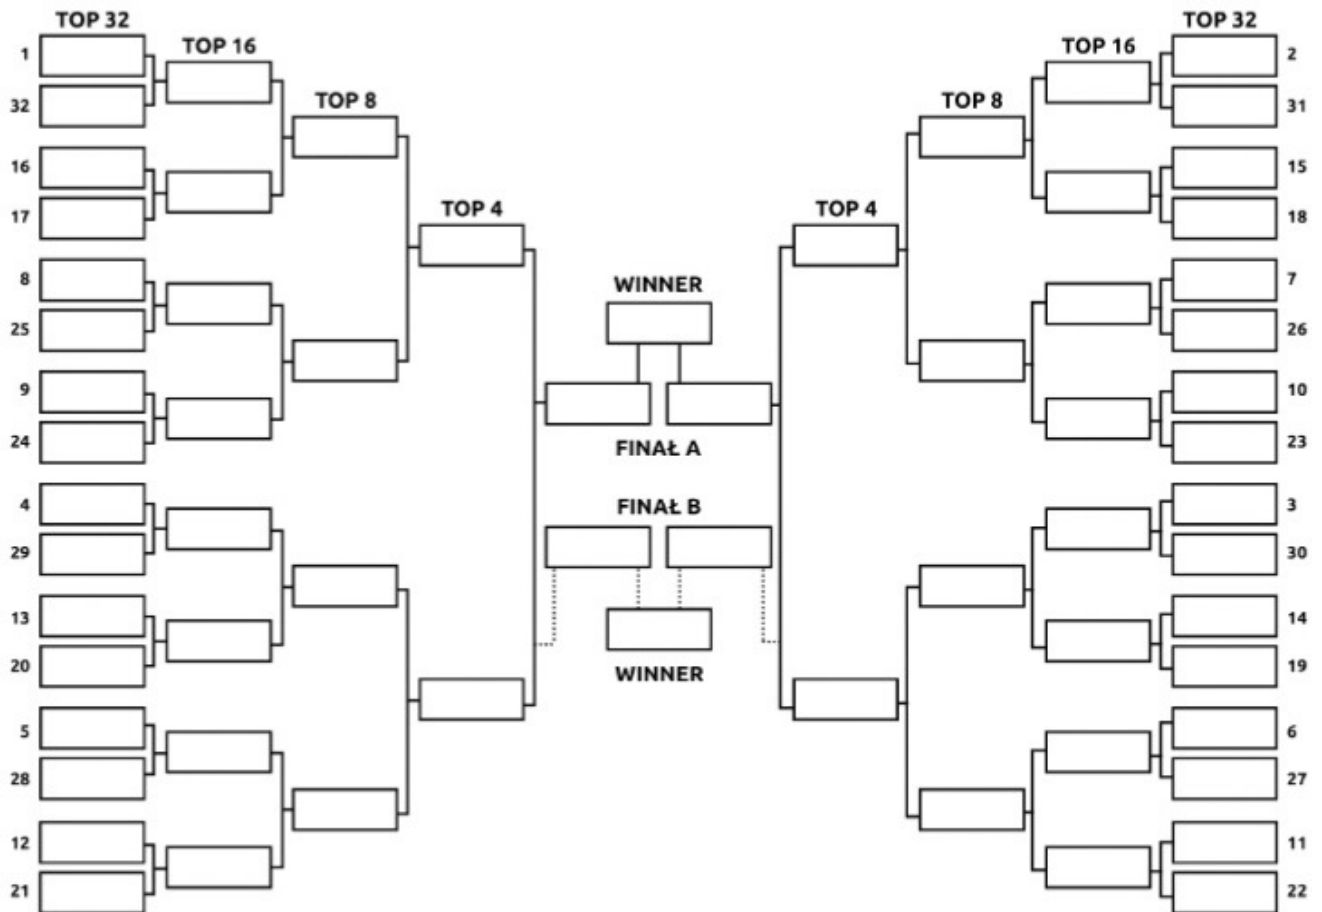 TOP 32 TOP 32
TOP 16 TOP 16
1 2
TOP 8 TOP 8
32 31
16 15
TOP 4 TOP 4
17 18
8 7
WINNER
25 26
9 10
24 23
FINAŁ A
4 3
FINAŁ B
29 30
13 14
20 19
WINNER
5 6
28 27
12 11
21 22